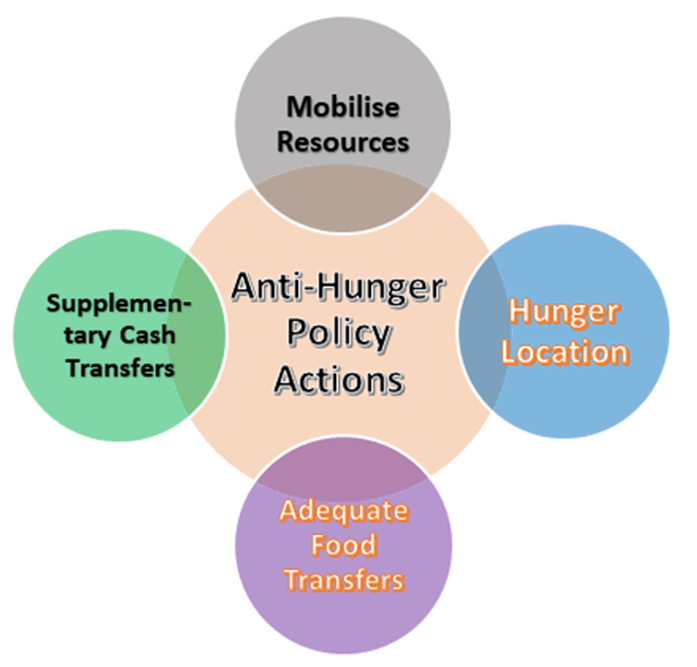 Mobilise
Resources
Anti-Hunger
Policy
Actions
Supplemen-
tary Cash
Transfers
Hunger
Location
Adequate
Food
Transfers